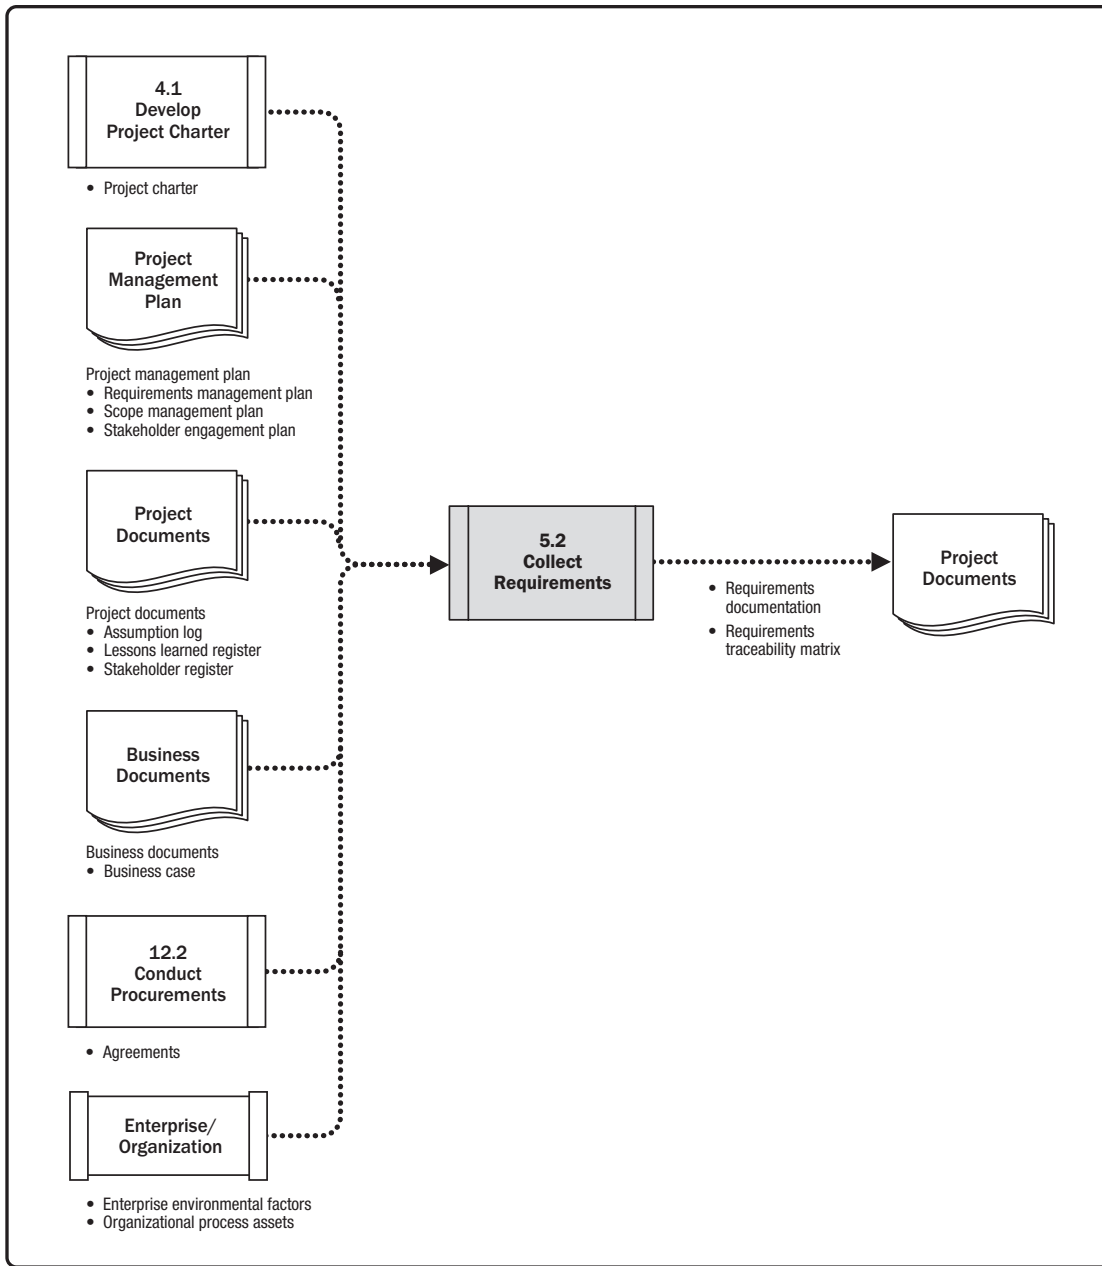 4.1
Develop
Project Charter
• Project charter
Project
Management
Plan
Project management plan
• Requirements management plan
• Scope management plan
• Stakeholder engagement plan
Project
Documents
Project documents
• Assumption log
• Lessons learned register
• Stakeholder register
Business
Documents
Business documents
• Business case
12.2
Conduct
Procurements
• Agreements
Enterprise/
Organization
• Enterprise environmental factors
• Organizational process assets
5.2
Collect
Requirements
• Requirements
documentation
• Requirements
traceability matrix
Project
Documents